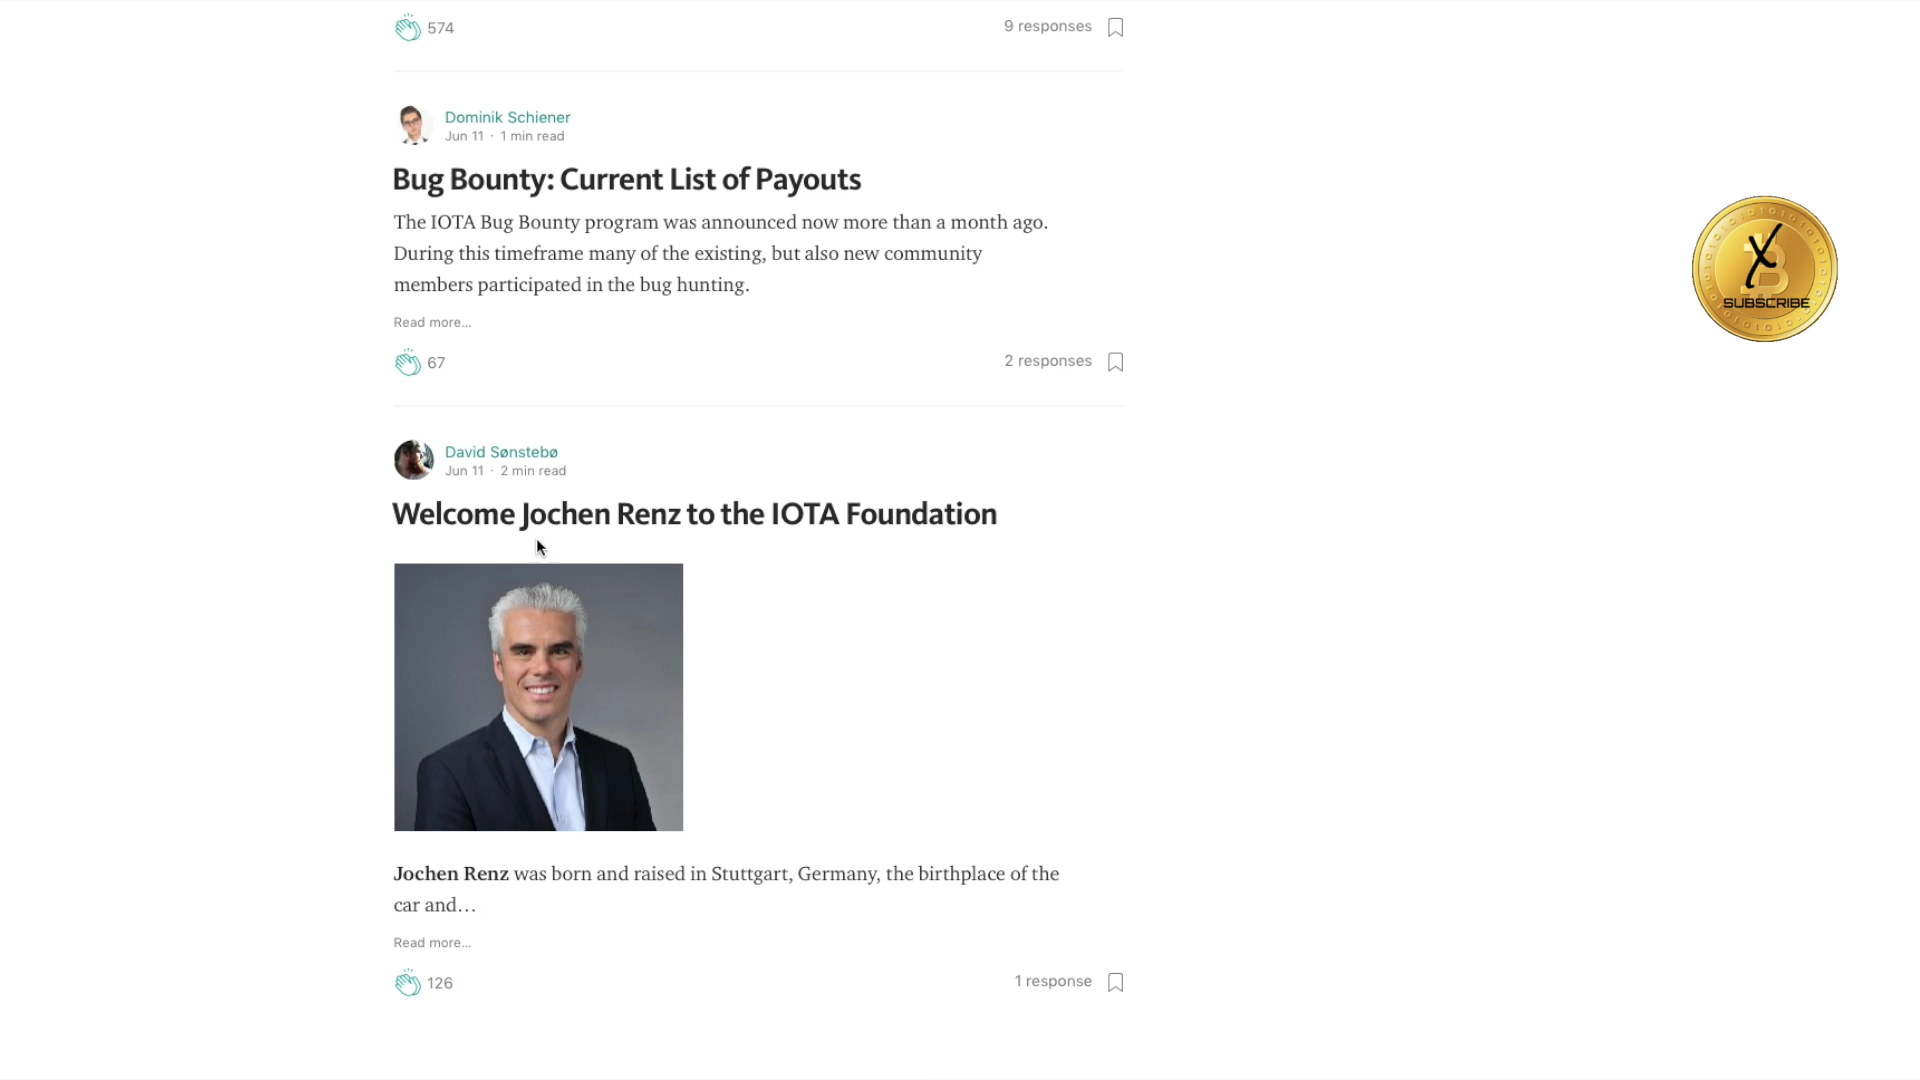 574
9 responses
Dominik Schiener
Jun 11 · 1 min read
Bug Bounty: Current List of Payouts
The IOTA Bug Bounty program was announced now more than a month ago.
During this timeframe many of the existing, but also new community
members participated in the bug hunting.
Read more...
67
2 responses
X
SUBSCRIBE
David Sønstebø
Jun 11 · 2 min read
Welcome Jochen Renz to the IOTA Foundation
Jochen Renz was born and raised in Stuttgart, Germany, the birthplace of the
car and…
Read more...
126
1 response